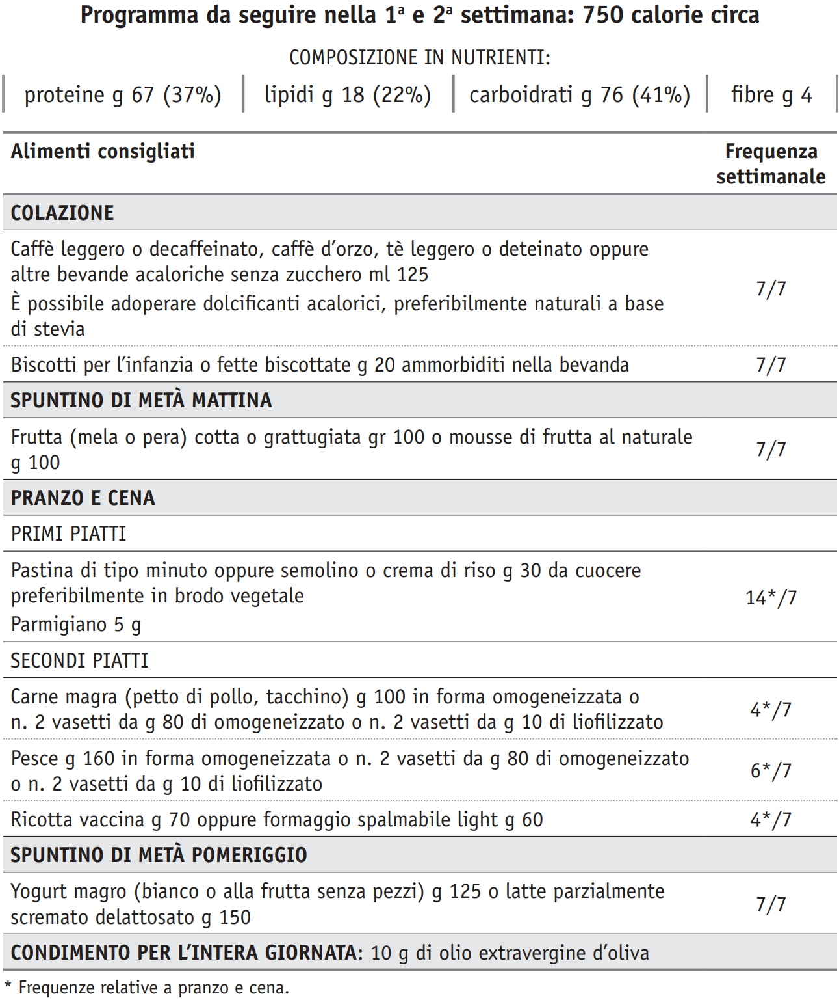 Programma da seguire nella 1ª e 2ª settimana: 750 calorie circa
COMPOSIZIONE IN NUTRIENTI:
proteine g 67 (37%) lipidi g 18 (22%) carboidrati g 76 (41%) fibre g 4
Alimenti consigliati Frequenza
settimanale
COLAZIONE
Caffè leggero o decaffeinato, caffè d’orzo, tè leggero o deteinato oppure
altre bevande acaloriche senza zucchero ml 125
È possibile adoperare dolcificanti acalorici, preferibilmente naturali a base
di stevia
7/7
Biscotti per l’infanzia o fette biscottate g 20 ammorbiditi nella bevanda 7/7
SPUNTINO DI METÀ MATTINA
Frutta (mela o pera) cotta o grattugiata gr 100 o mousse di frutta al naturale
g 100
7/7
PRANZO E CENA
PRIMI PIATTI
Pastina di tipo minuto oppure semolino o crema di riso g 30 da cuocere
preferibilmente in brodo vegetale
Parmigiano 5 g
14*/7
SECONDI PIATTI
Carne magra (petto di pollo, tacchino) g 100 in forma omogeneizzata o
n. 2 vasetti da g 80 di omogeneizzato o n. 2 vasetti da g 10 di liofilizzato
4*/7
Pesce g 160 in forma omogeneizzata o n. 2 vasetti da g 80 di omogeneizzato
o n. 2 vasetti da g 10 di liofilizzato
6*/7
Ricotta vaccina g 70 oppure formaggio spalmabile light g 60 4*/7
SPUNTINO DI METÀ POMERIGGIO
Yogurt magro (bianco o alla frutta senza pezzi) g 125 o latte parzialmente
scremato delattosato g 150
7/7
CONDIMENTO PER L’INTERA GIORNATA: 10 g di olio extravergine d’oliva
* Frequenze relative a pranzo e cena.